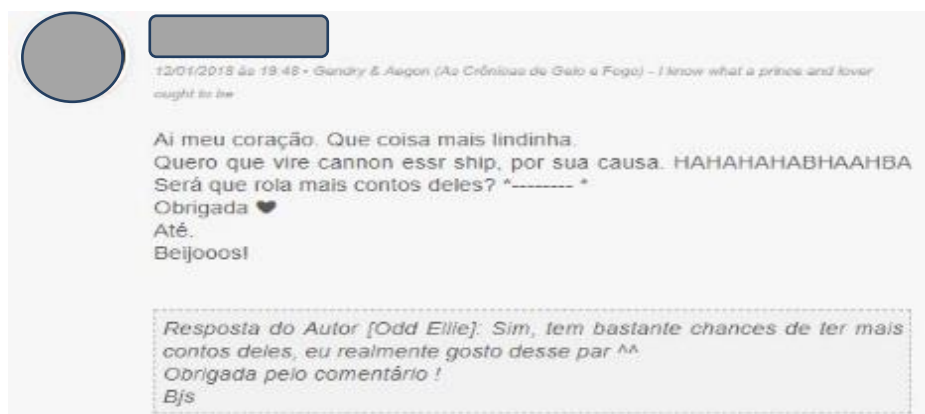 12/01/2018 às 19:48 - Gendry & Aegon (As Crônicas de Gelo e Fogo) - I know what a prince and lover
ought to be
Ai meu coração. Que coisa mais lindinha.
Quero que vire cannon essr ship, por sua causa. HAHAHAHABHAAHBA
Será que rola mais contos deles? *-------- *
Obrigada ♥
Até.
Beijooos!
Resposta do Autor [Odd Ellie]: Sim, tem bastante chances de ter mais
contos deles, eu realmente gosto desse par ^^
Obrigada pelo comentário !
Bjs